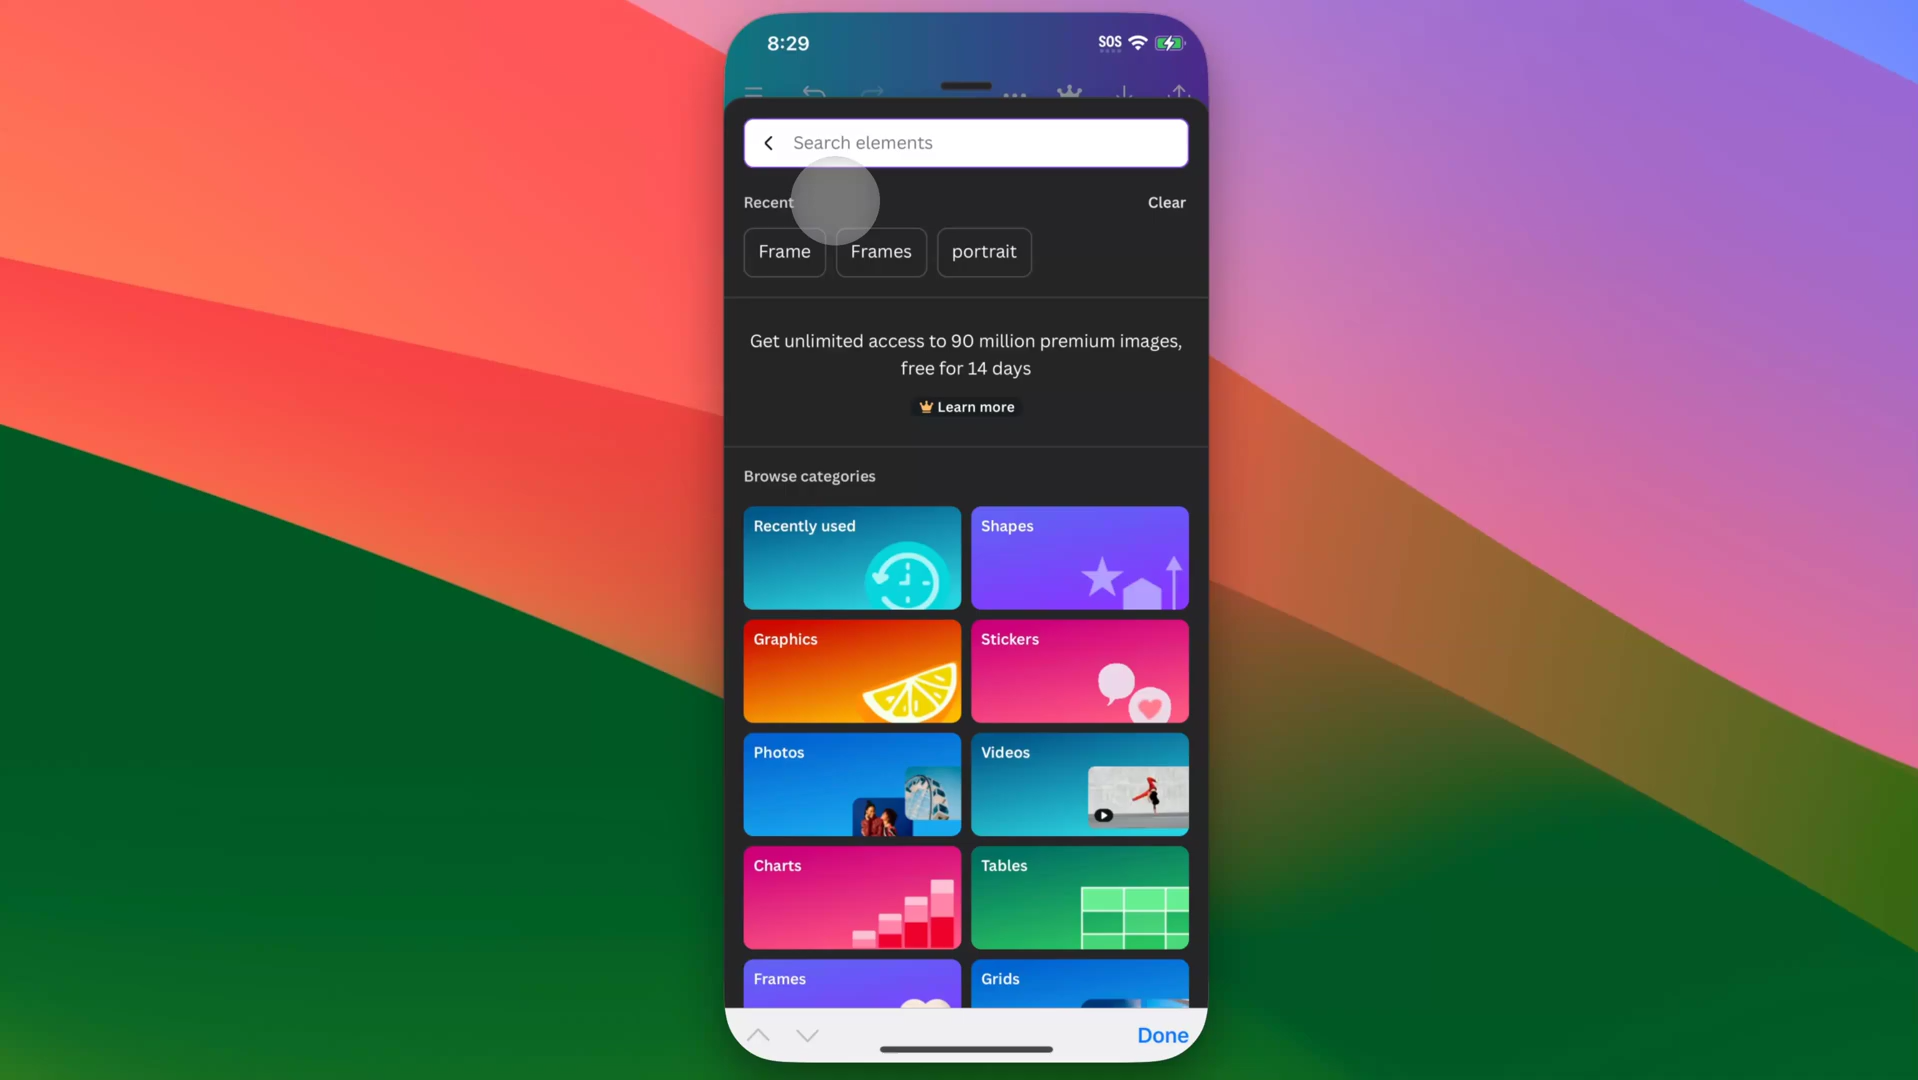 8:29
SOS
Search elements
Recent
Clear
Frame
Frames
portrait
Get unlimited access to 90 million premium images,
free for 14 days
Learn more
Browse categories
Recently used
Shapes
Graphics
Stickers
Photos
Videos
Charts
Tables
Frames
Grids
Done